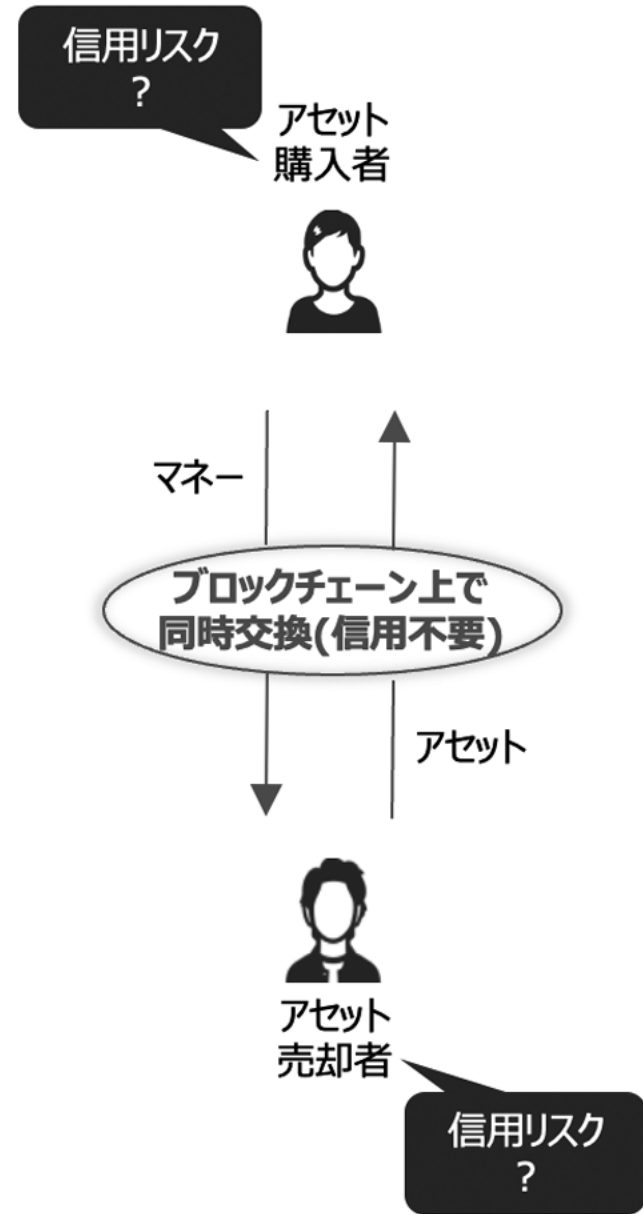 信用リスク
?
アセット
購入者
マネー
ブロックチェーン上で
同時交換(信用不要)
アセット
アセット
売却者
信用リスク
?